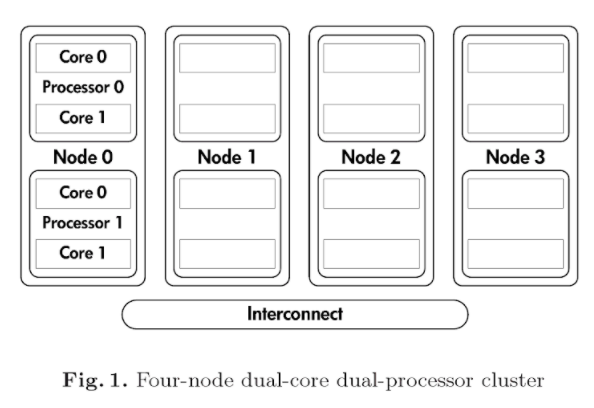 Core 0
Processor 0
Core 1
Node 0
Node 1
Node 2
Node 3
Core 0
Processor 1
Core 1
Interconnect
Fig. 1. Four-node dual-core dual-processor cluster